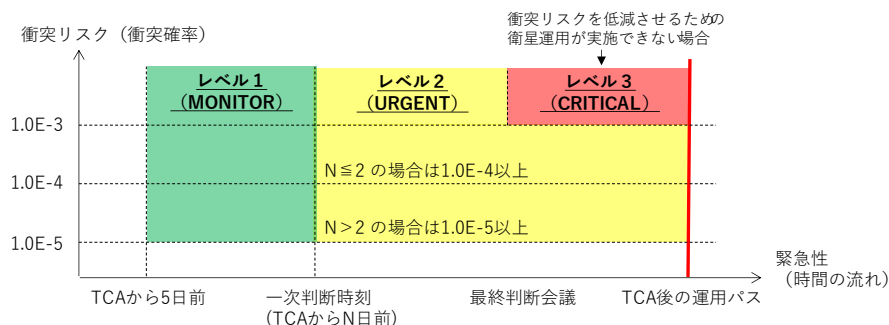 衝突リスク（衝突確率）
衝突リスクを低減させるための
衛星運用が実施できない場合
レベル1
（MONITOR）
レベル2
（URGENT）
レベル3
（CRITICAL）
1.0E-3
N≦2 の場合は1.0E-4以上
1.0E-4
N＞2 の場合は1.0E-5以上
1.0E-5
緊急性
（時間の流れ）
TCAから5日前
一次判断時刻
(TCAからN日前)
最終判断会議
TCA後の運用パス